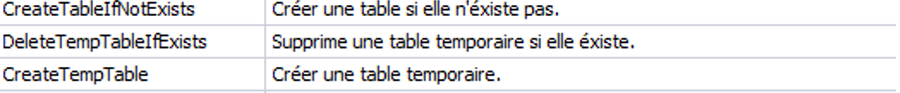 CreateTableIfNotExists Créer une table si elle n'éxiste pas.
DeleteTempTableIfExists Supprime une table temporaire si elle éxiste.
CreateTempTable Créer une table temporaire.